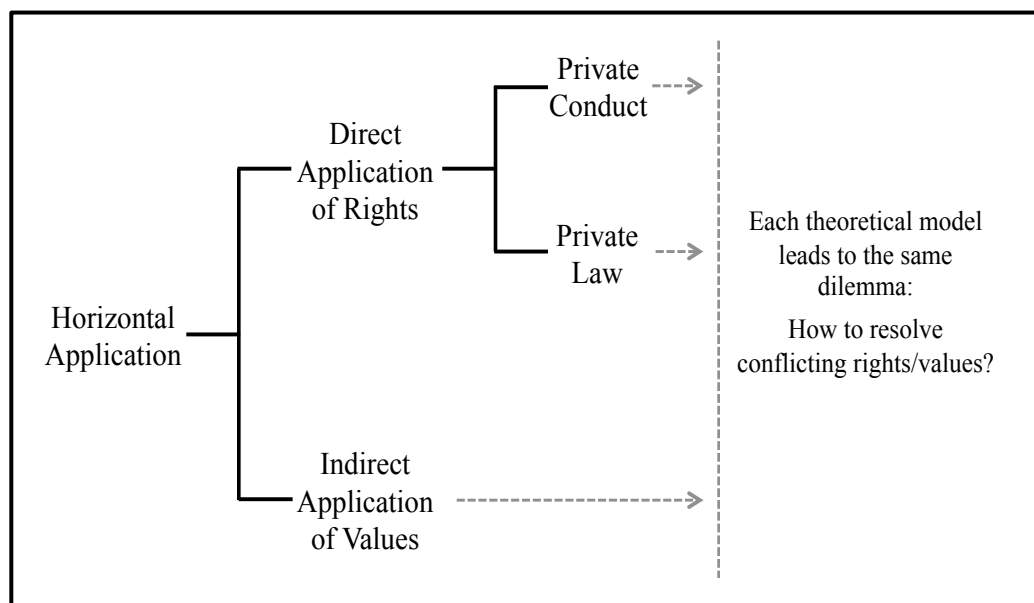 Private
Conduct
Direct
Application
of Rights
Private
Law
Horizontal
Application
Indirect
Application
of Values
Each theoretical model
leads to the same
dilemma:
How to resolve
conflicting rights/values?